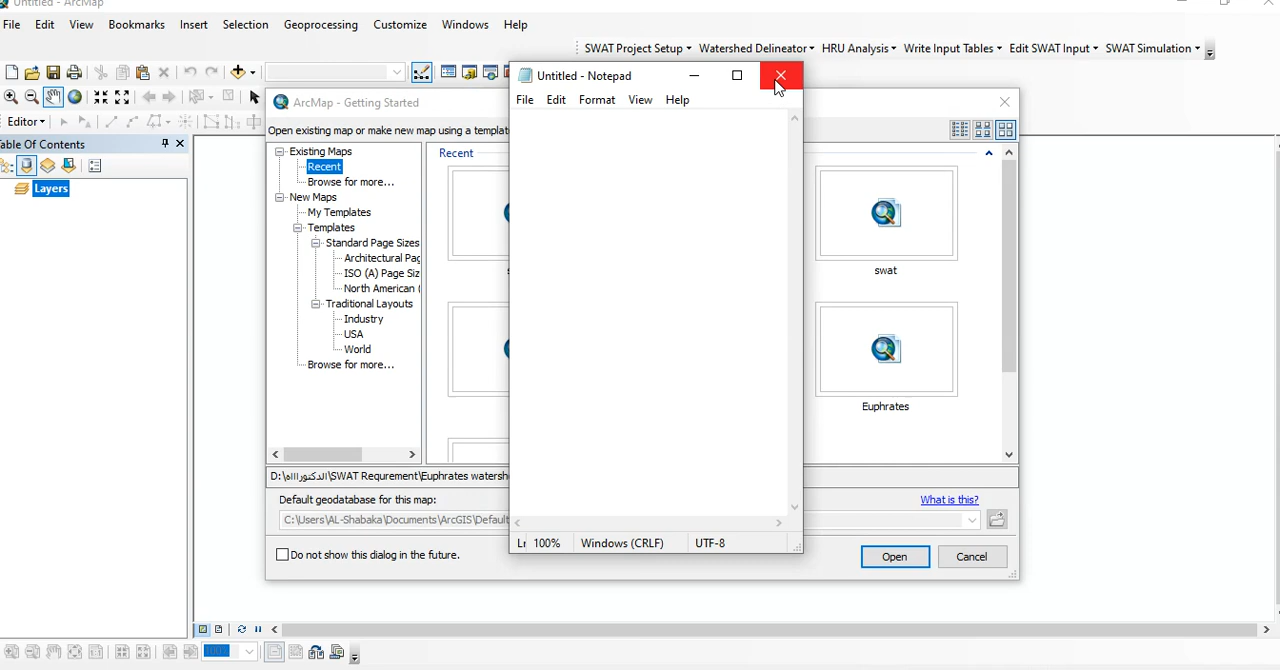 Untitled - ArcMap
File Edit View Bookmarks Insert Selection Geoprocessing Customize Windows Help
SWAT Project Setup Watershed Delineator HRU Analysis Write Input Tables Edit SWAT Input SWAT Simulation
Untitled - Notepad
File Edit Format View Help
Editor
ArcMap - Getting Started
Open existing map or make new map using a templat
able Of Contents
Layers
Existing Maps
Recent
Browse for more...
New Maps
My Templates
Templates
Standard Page Sizes
Architectural Pag
ISO (A) Page Siz
North American (
Traditional Layouts
Industry
USA
World
Browse for more...
Recent
swat
Euphrates
SWAT Requrement\Euphrates watersh
Default geodatabase for this map:
What is this?
C:\Users\AL-Shabaka\Documents\ArcGIS\Default
100% Windows (CRLF) UTF-8
Do not show this dialog in the future.
Open Cancel